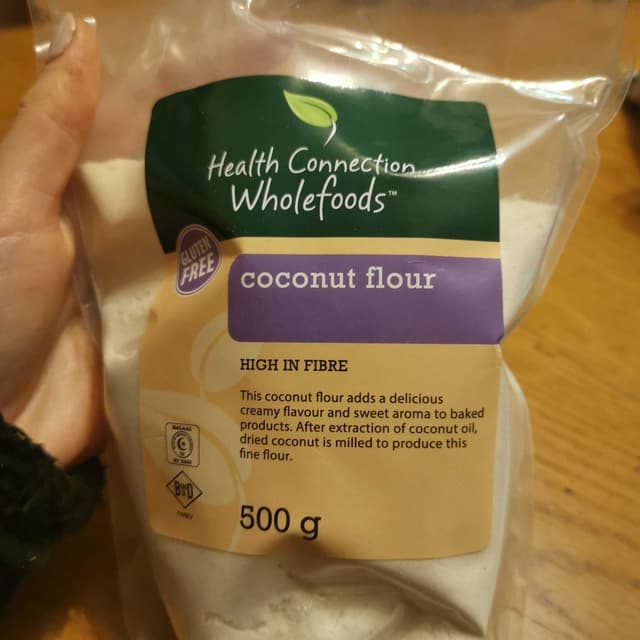 Health Connection
Wholefoods™
GLUTEN
FREE
coconut flour
HIGH IN FIBRE
This coconut flour adds a delicious
creamy flavour and sweet aroma to baked
products. After extraction of coconut oil,
dried coconut is milled to produce this
fine flour.
HALAAL
500 g